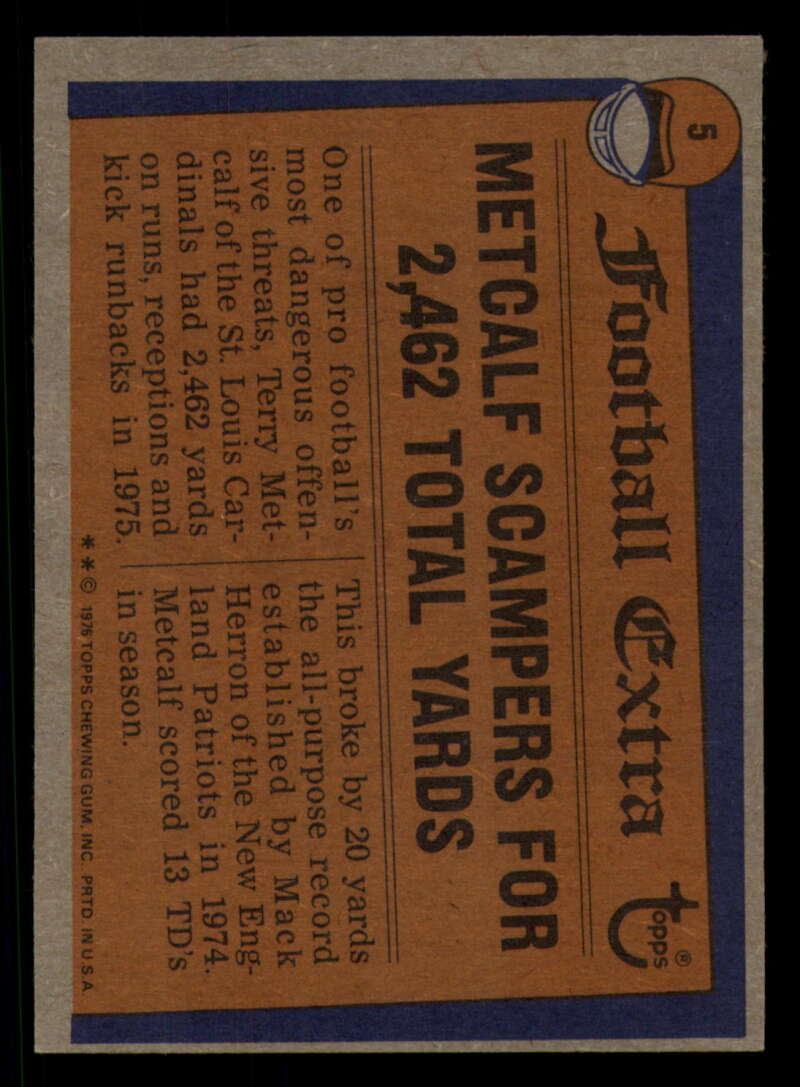 5
Football Extra
topps®
METCALF SCAMPERS FOR
2,462 TOTAL YARDS
One of pro football's
most dangerous offen-
sive threats, Terry Met-
calf of the St. Louis Car-
dinals had 2,462 yards
on runs, receptions and
kick runbacks in 1975.
This broke by 20 yards
the all-purpose record
established by Mack
Herron of the New Eng-
land Patriots in 1974.
Metcalf scored 13 TD's
in season.
**© 1976 TOPPS CHEWING GUM, INC. PRTD. IN U.S.A.